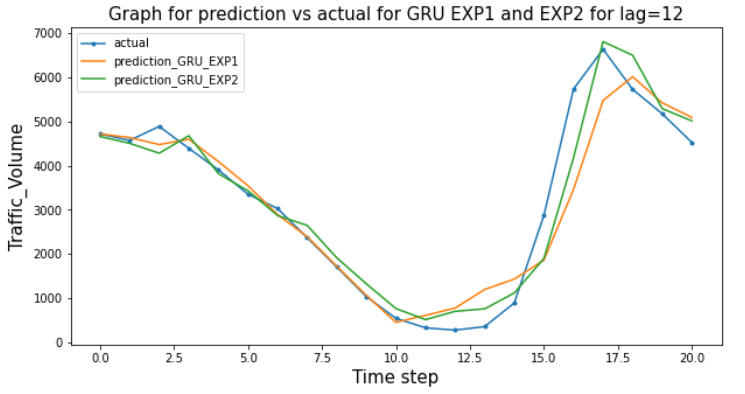 Graph for prediction vs actual for GRU EXP1 and EXP2 for lag=12
actual
prediction_GRU_EXP1
prediction_GRU_EXP2
Traffic_Volume
7000
6000
5000
4000
3000
2000
1000
0
0.0 2.5 5.0 7.5 10.0 12.5 15.0 17.5 20.0
Time step